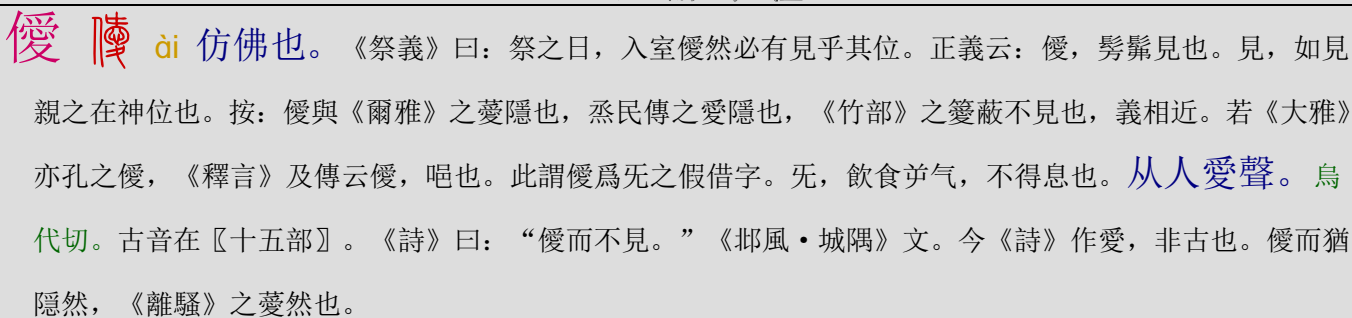 僾 僾 ài 仿佛也。《祭義》曰：祭之日，入室僾然必有見乎其位。正義云：僾，髣髴見也。見，如見
親之在神位也。按：僾與《爾雅》之薆隱也，烝民傳之愛隱也，《竹部》之籑蔽不見也，義相近。若《大雅》
亦孔之僾，《釋言》及傳云僾，唈也。此謂僾爲旡之假借字。旡，飲食屰气，不得息也。从人愛聲。烏
代切。古音在〖十五部〗。《詩》曰：“僾而不見。”《邶風·城隅》文。今《詩》作愛，非古也。僾而猶
隱然，《離騷》之薆然也。